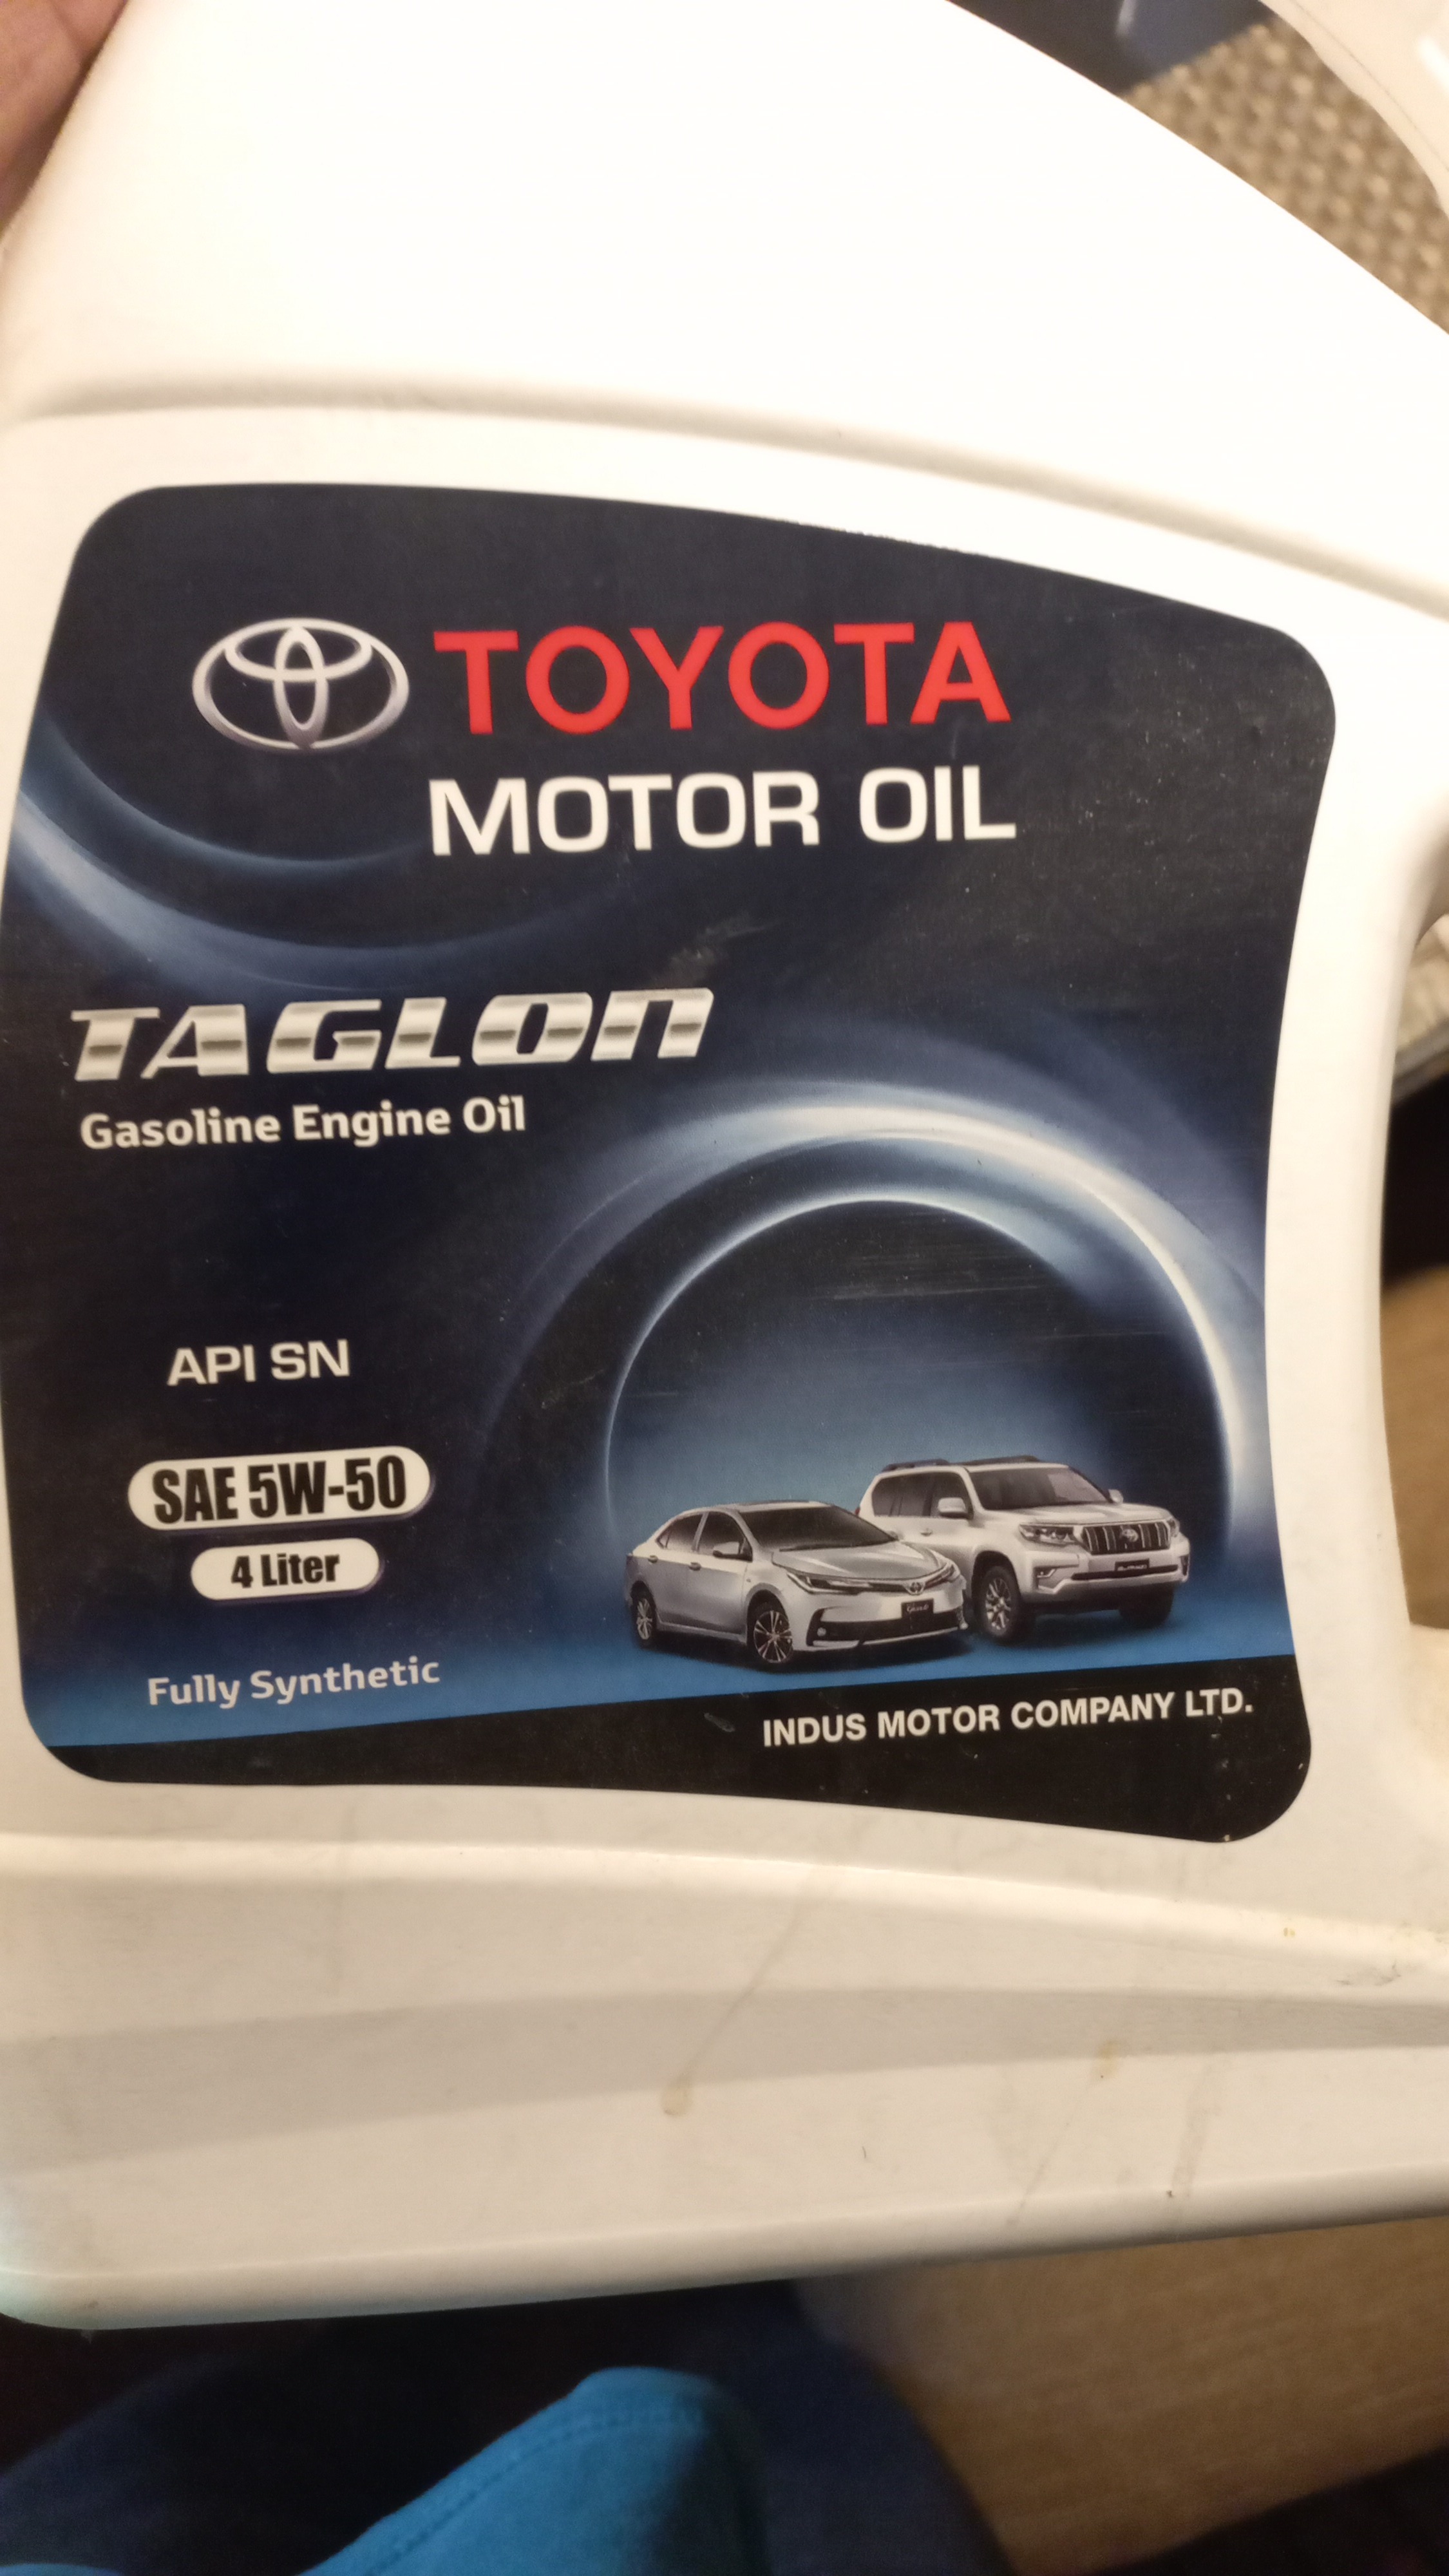 TOYOTA
MOTOR OIL
TAGLON
Gasoline Engine Oil
API SN
SAE 5W-50
4 Liter
Fully Synthetic
INDUS MOTOR COMPANY LTD.